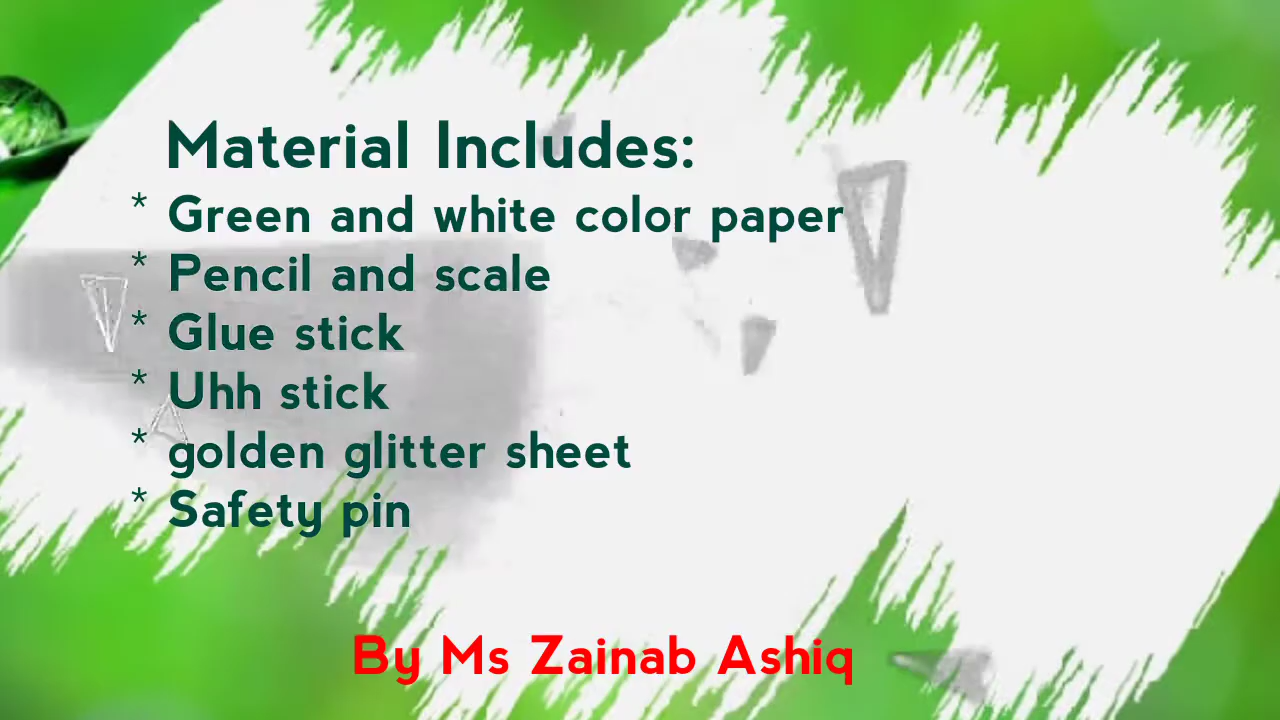 Material Includes:
* Green and white color paper
* Pencil and scale
* Glue stick
* Uhh stick
* golden glitter sheet
* Safety pin
By Ms Zainab Ashiq